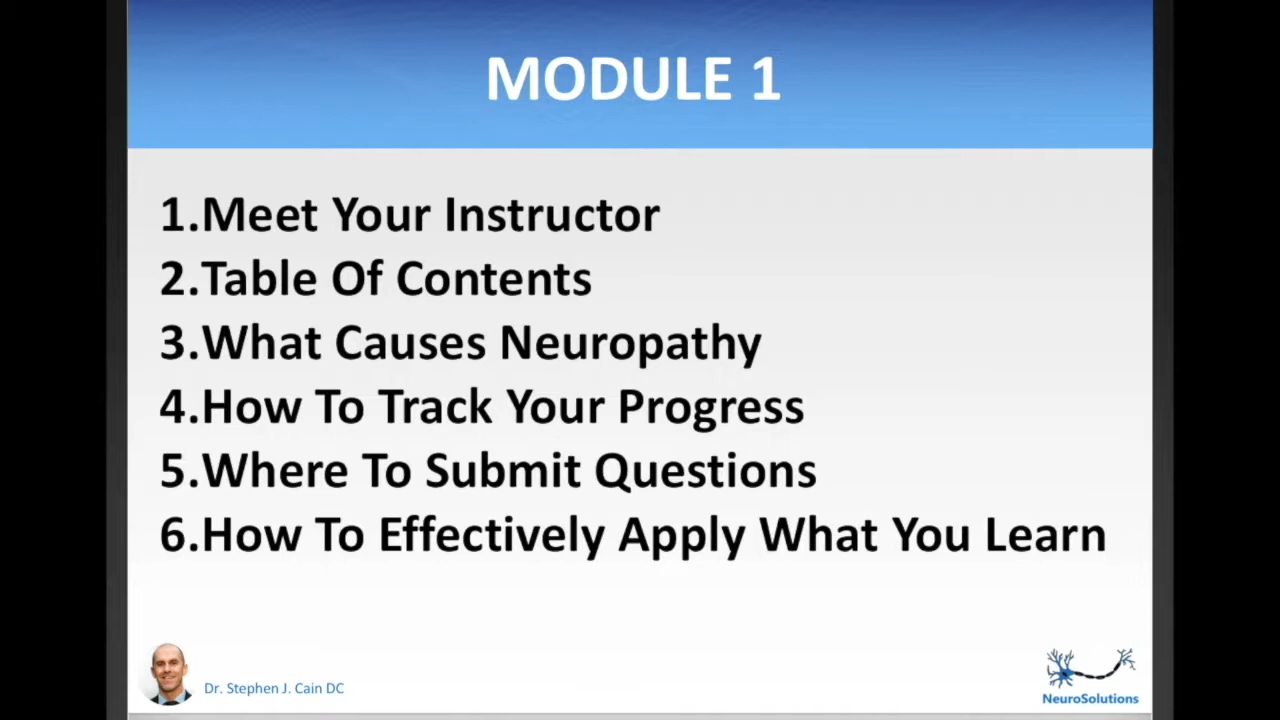 MODULE 1
1.Meet Your Instructor
2.Table Of Contents
3.What Causes Neuropathy
4.How To Track Your Progress
5.Where To Submit Questions
6.How To Effectively Apply What You Learn
Dr. Stephen J. Cain DC
NeuroSolutions